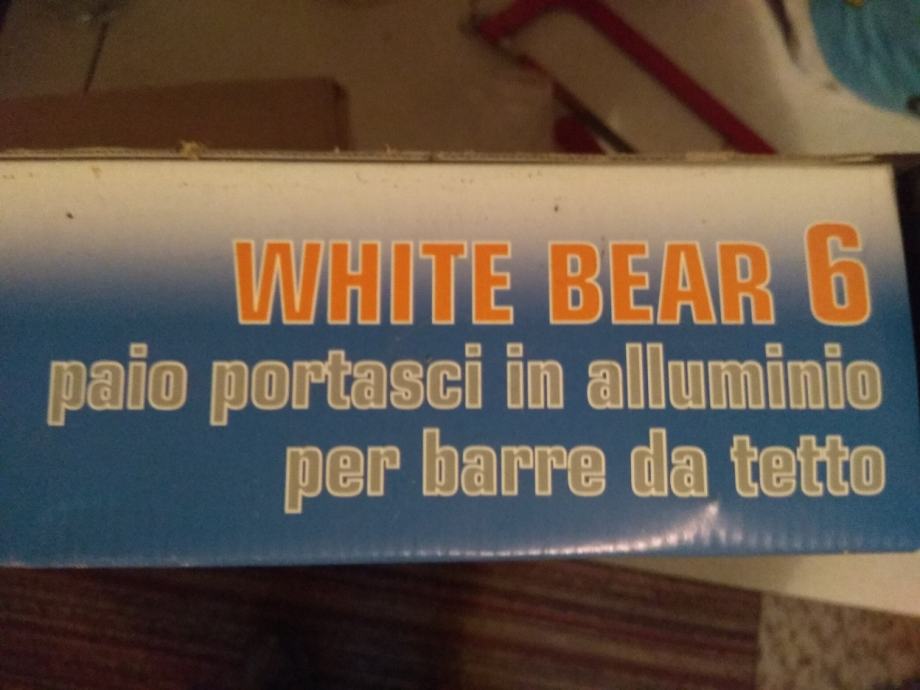 WHITE BEAR 6
paio portasci in alluminio
per barre da tetto